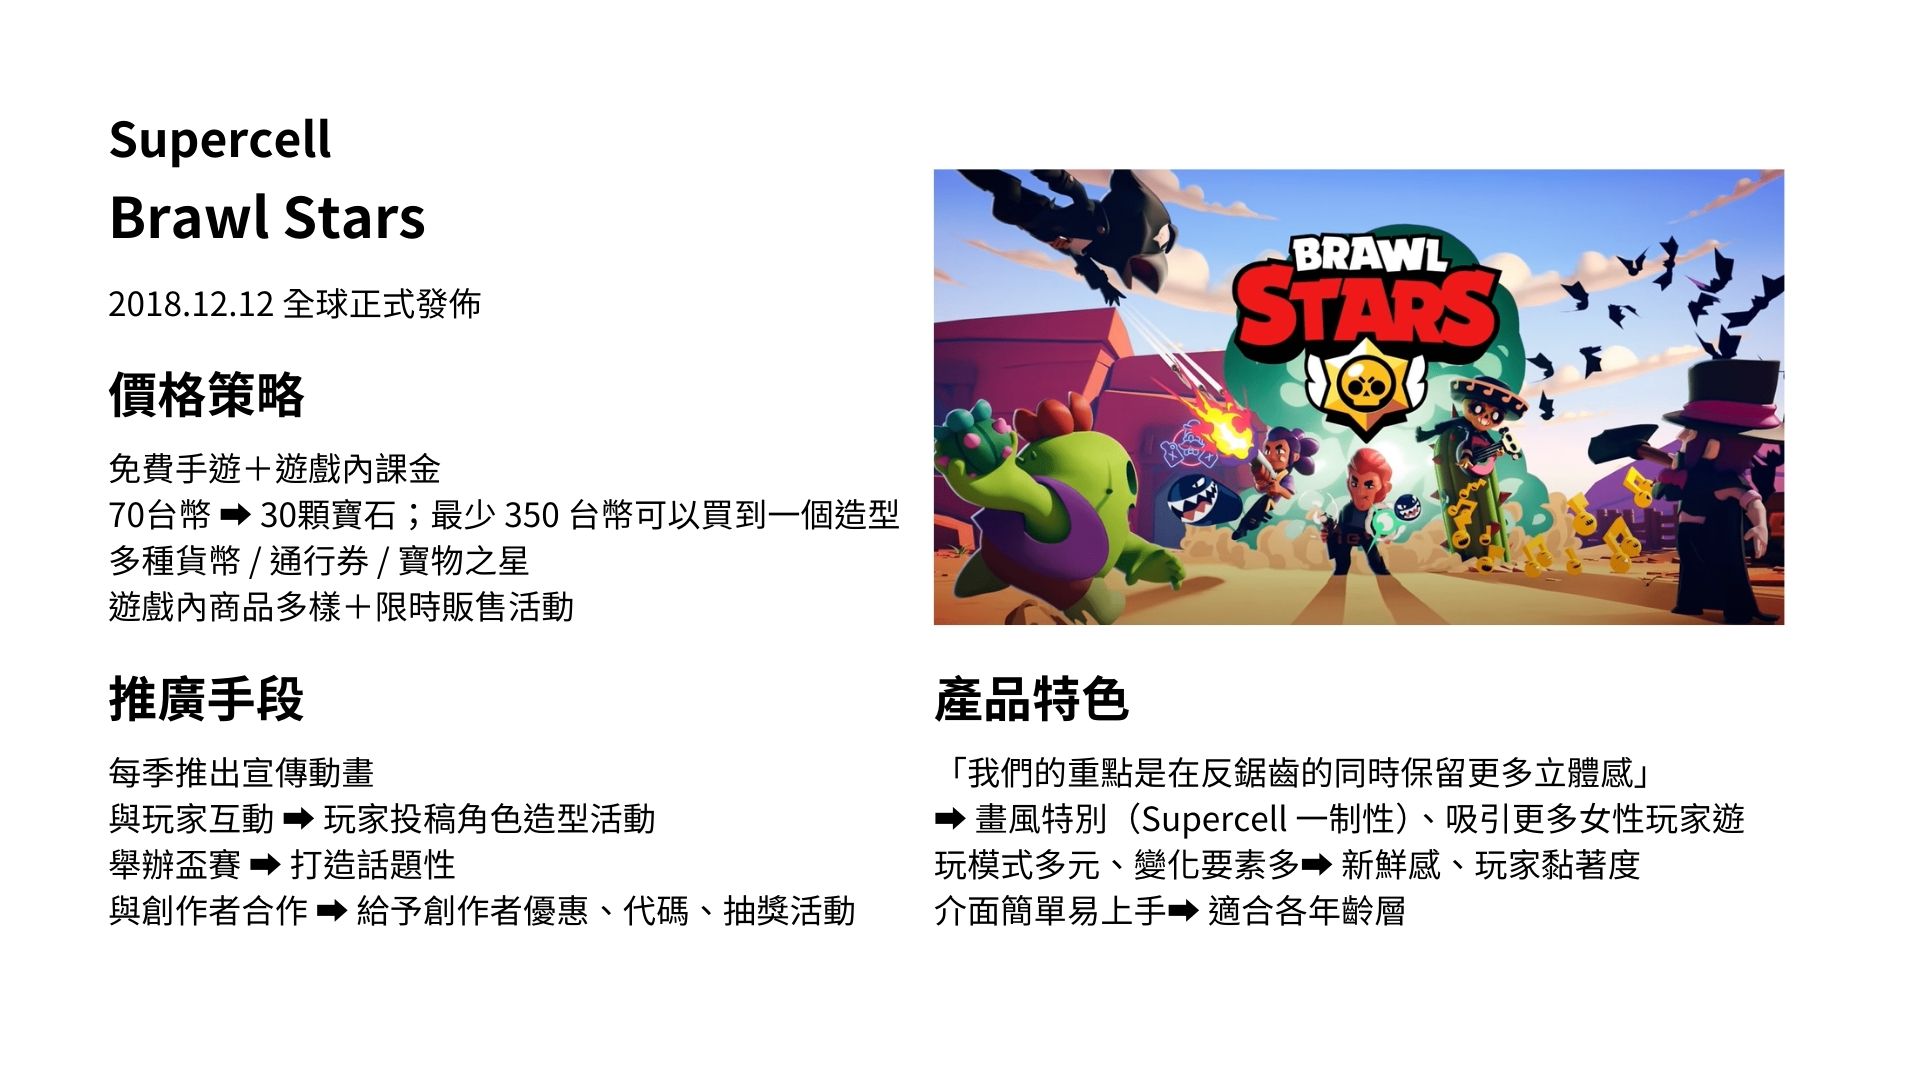 Supercell
Brawl Stars
2018.12.12 全球正式發佈
價格策略
免費手遊＋遊戲內課金
70台幣 ➡ 30顆寶石；最少 350 台幣可以買到一個造型
多種貨幣 / 通行券 / 寶物之星
遊戲內商品多樣＋限時販售活動
推廣手段
每季推出宣傳動畫
與玩家互動 ➡ 玩家投稿角色造型活動
舉辦盃賽 ➡ 打造話題性
與創作者合作 ➡ 給予創作者優惠、代碼、抽獎活動
BRAWL
STARS
產品特色
「我們的重點是在反鋸齒的同時保留更多立體感」
➡ 畫風特別（Supercell 一制性）、吸引更多女性玩家遊
玩模式多元、變化要素多➡ 新鮮感、玩家黏著度
介面簡單易上手➡ 適合各年齡層